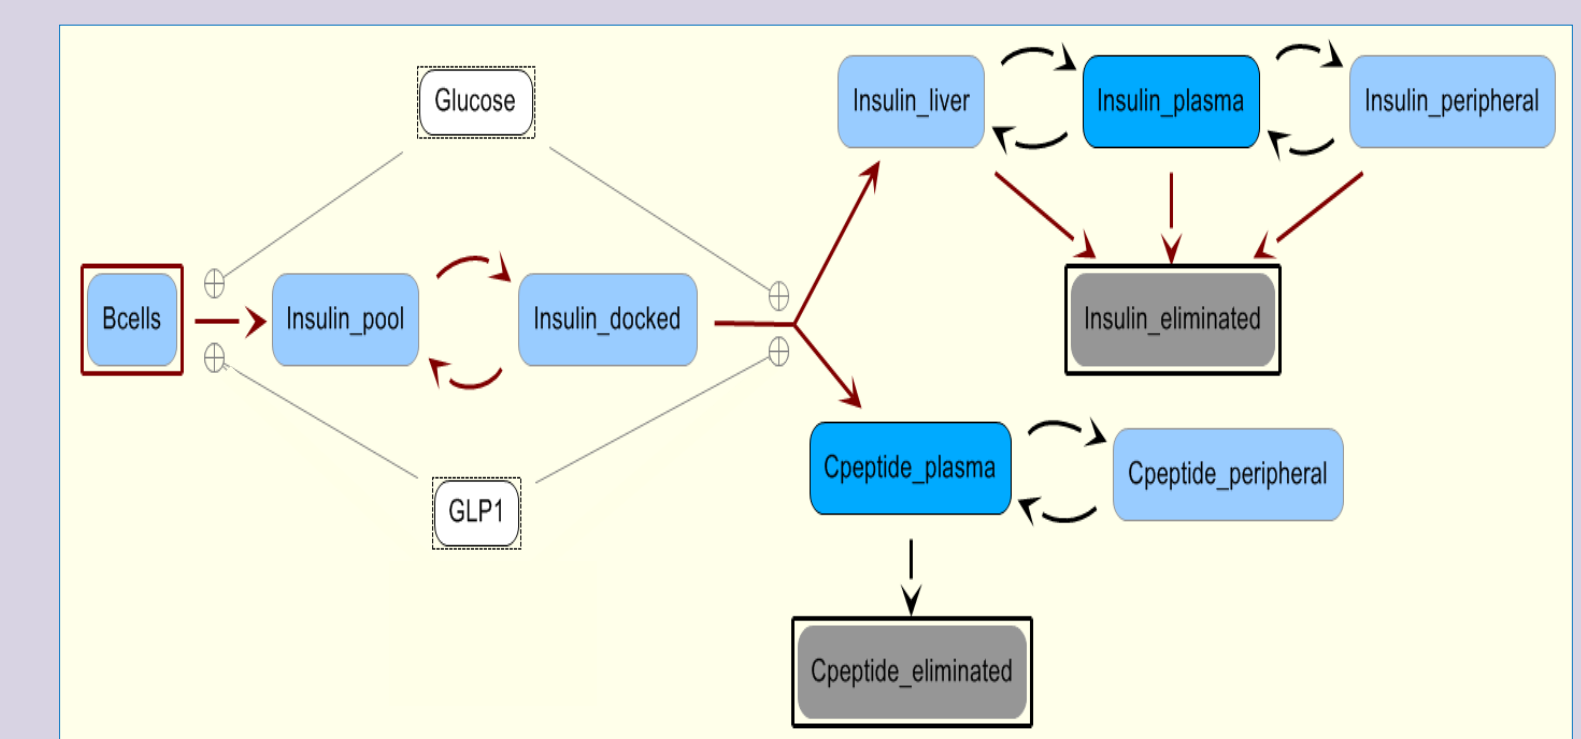 Glucose
Insulin_liver
Insulin_plasma
Insulin_peripheral
Bcells
Insulin_pool
Insulin_docked
Insulin_eliminated
Cpeptide_plasma
Cpeptide_peripheral
GLP1
Cpeptide_eliminated